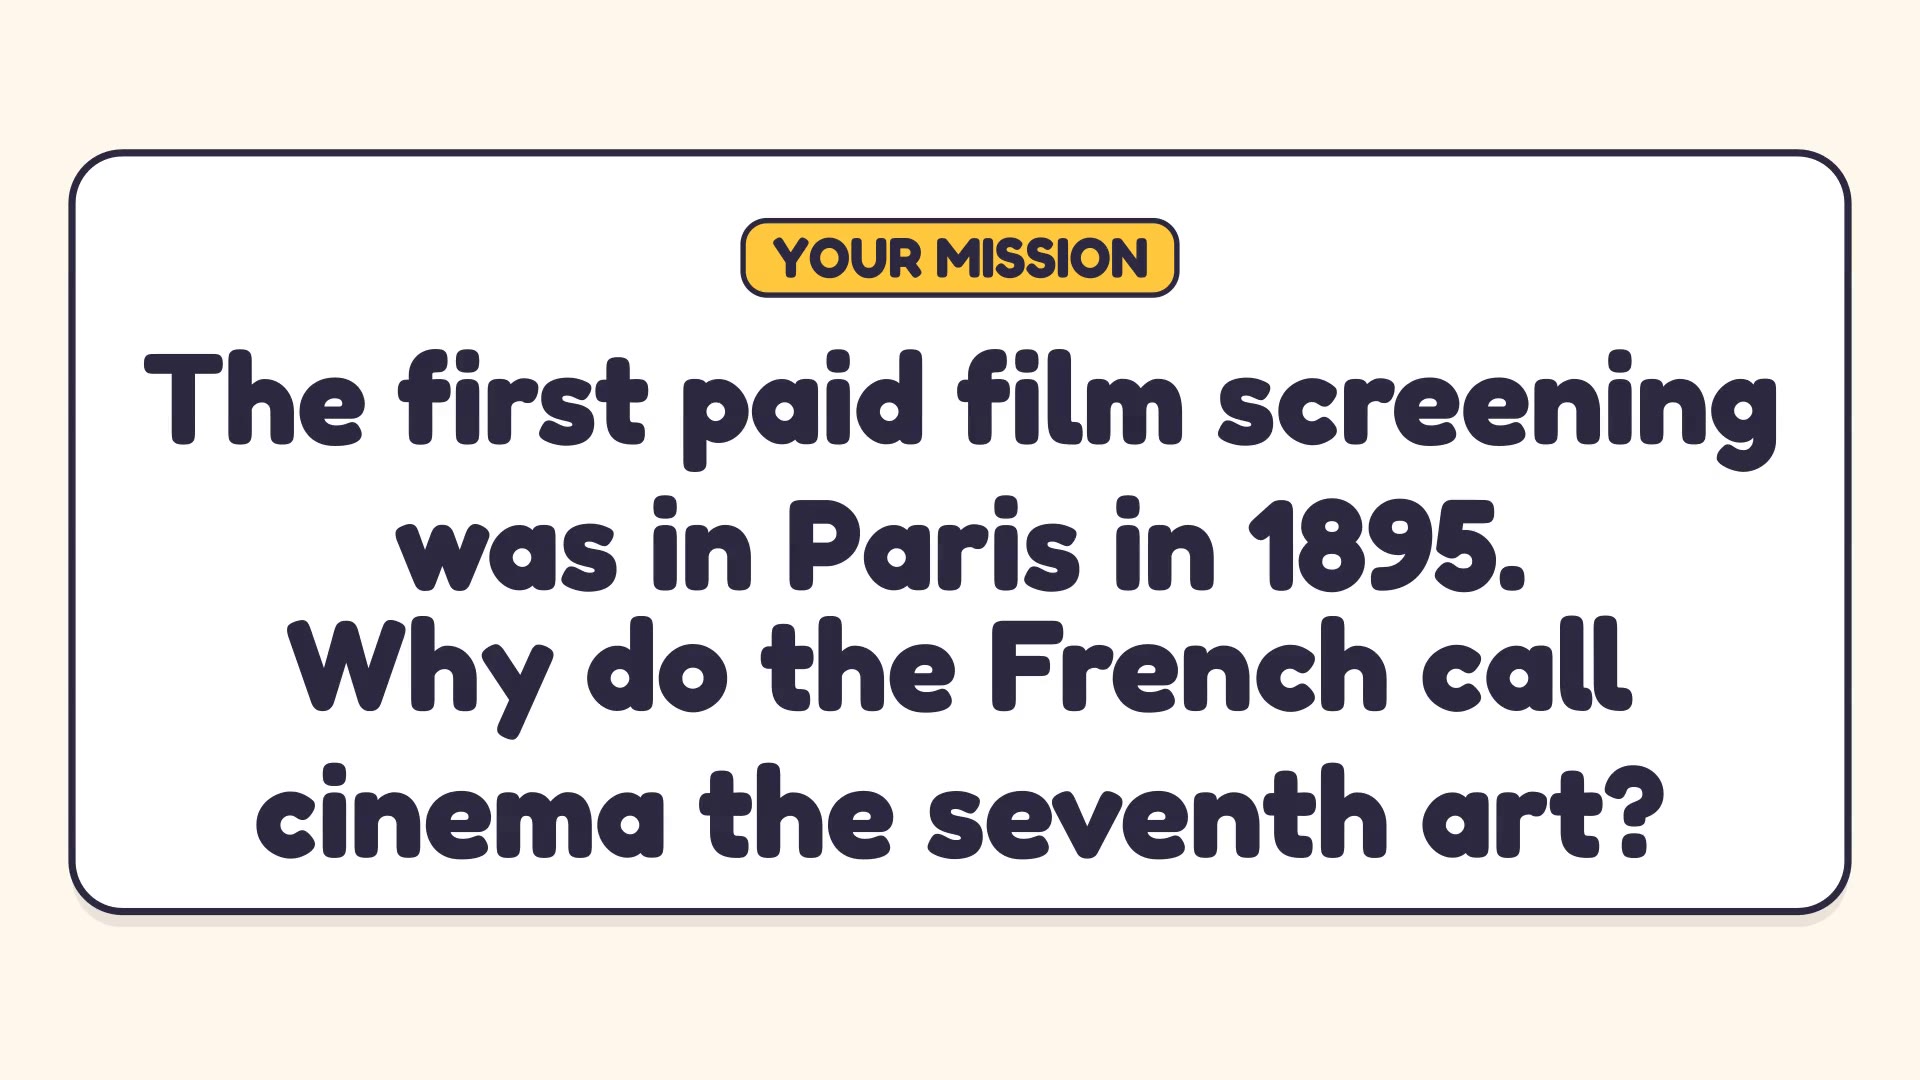 YOUR MISSION
The first paid film screening
was in Paris in 1895.
Why do the French call
cinema the seventh art?